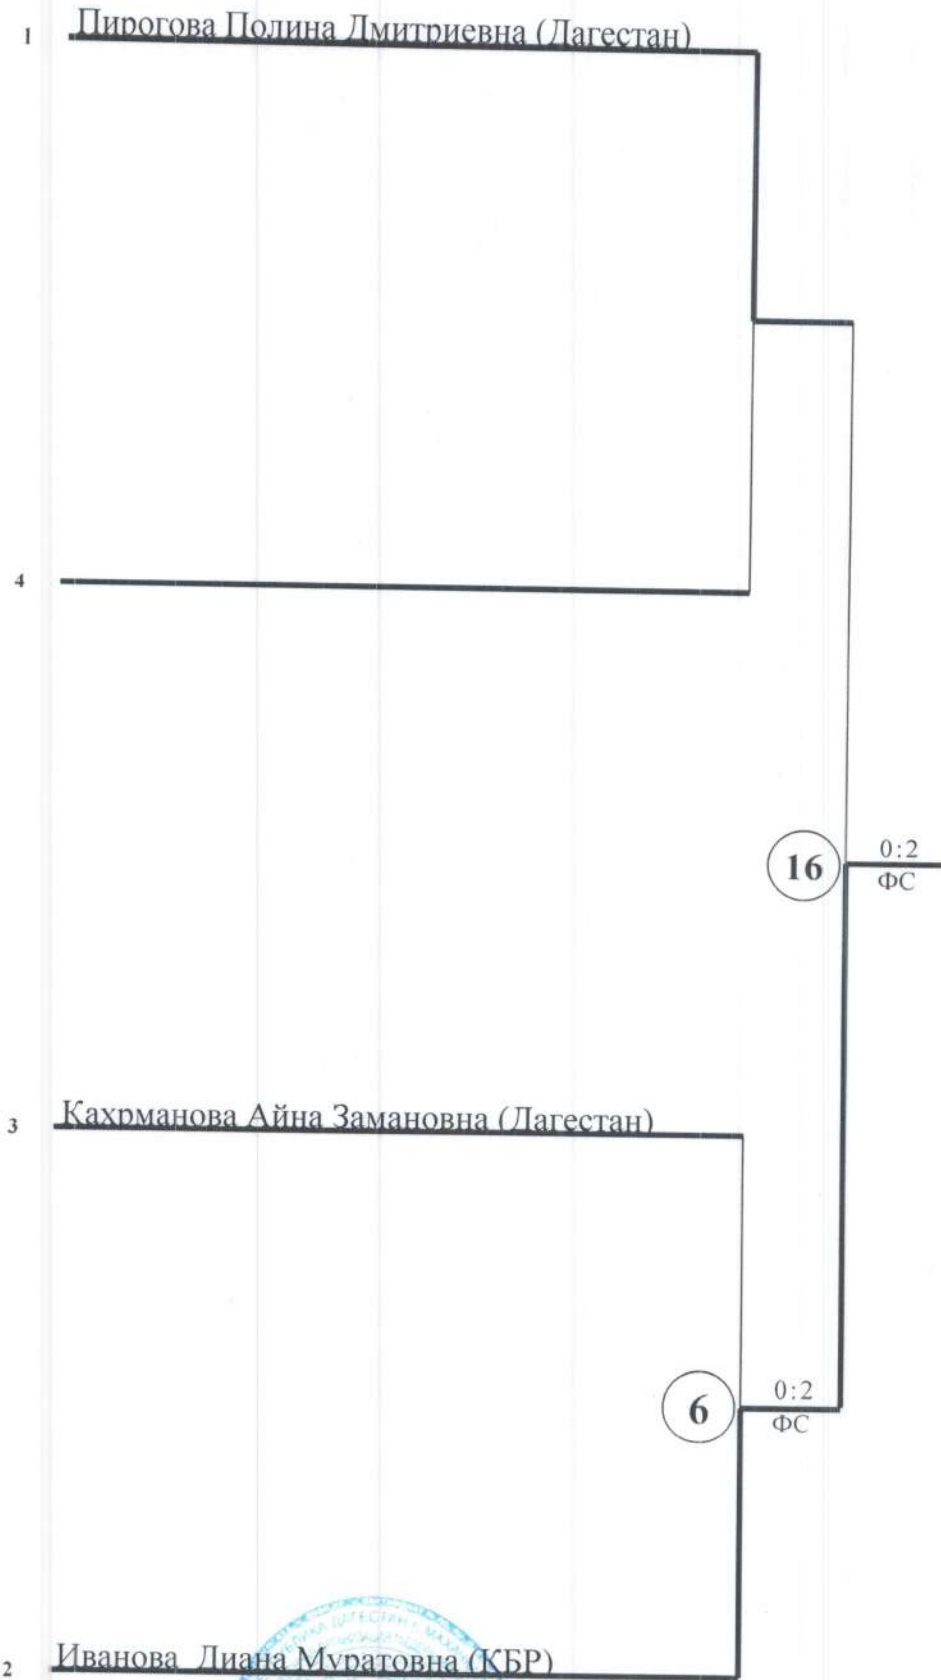 1 Пирогова Полина Дмитриевна (Дагестан)
4
16 0:2
ФС
3 Кахрманова Айна Замановна (Дагестан)
6 0:2
ФС
2 Иванова Диана Муратовна (КБР)